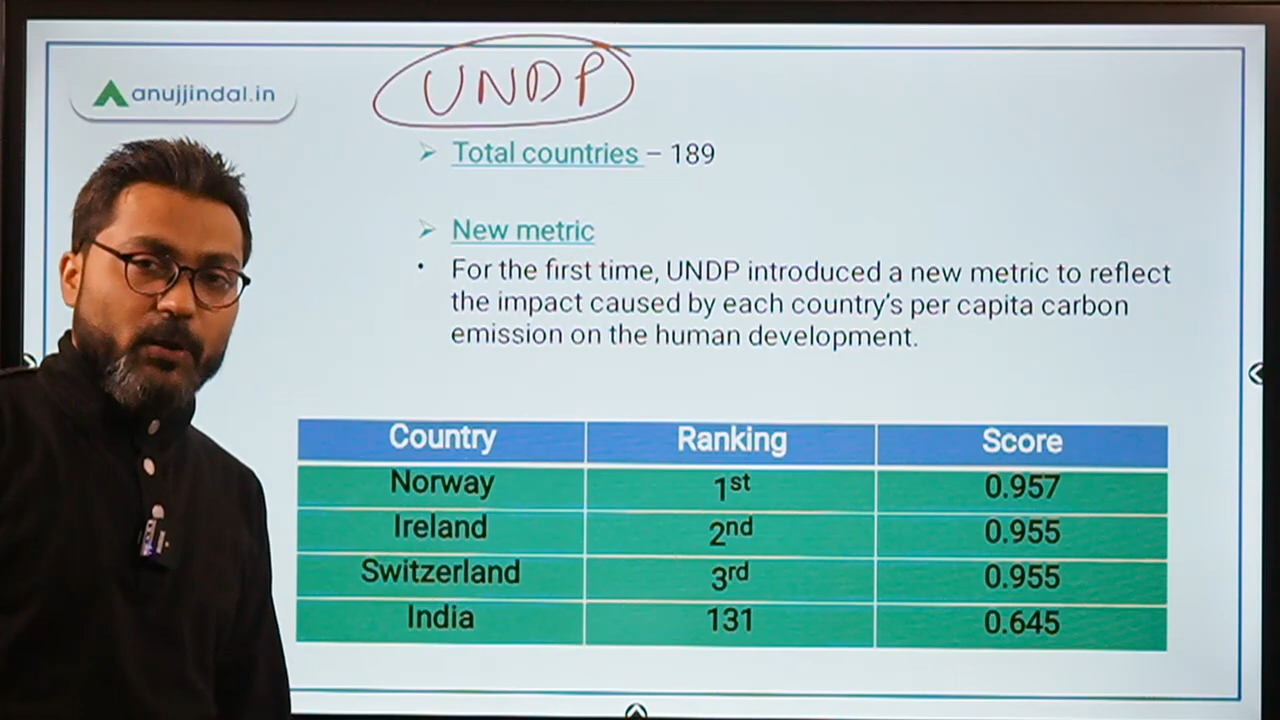 UNDP
anujjindal.in
Total countries – 189
New metric
For the first time, UNDP introduced a new metric to reflect
the impact caused by each country's per capita carbon
emission on the human development.
Country Ranking Score
Norway 1st 0.957
Ireland 2nd 0.955
Switzerland 3rd 0.955
India 131 0.645